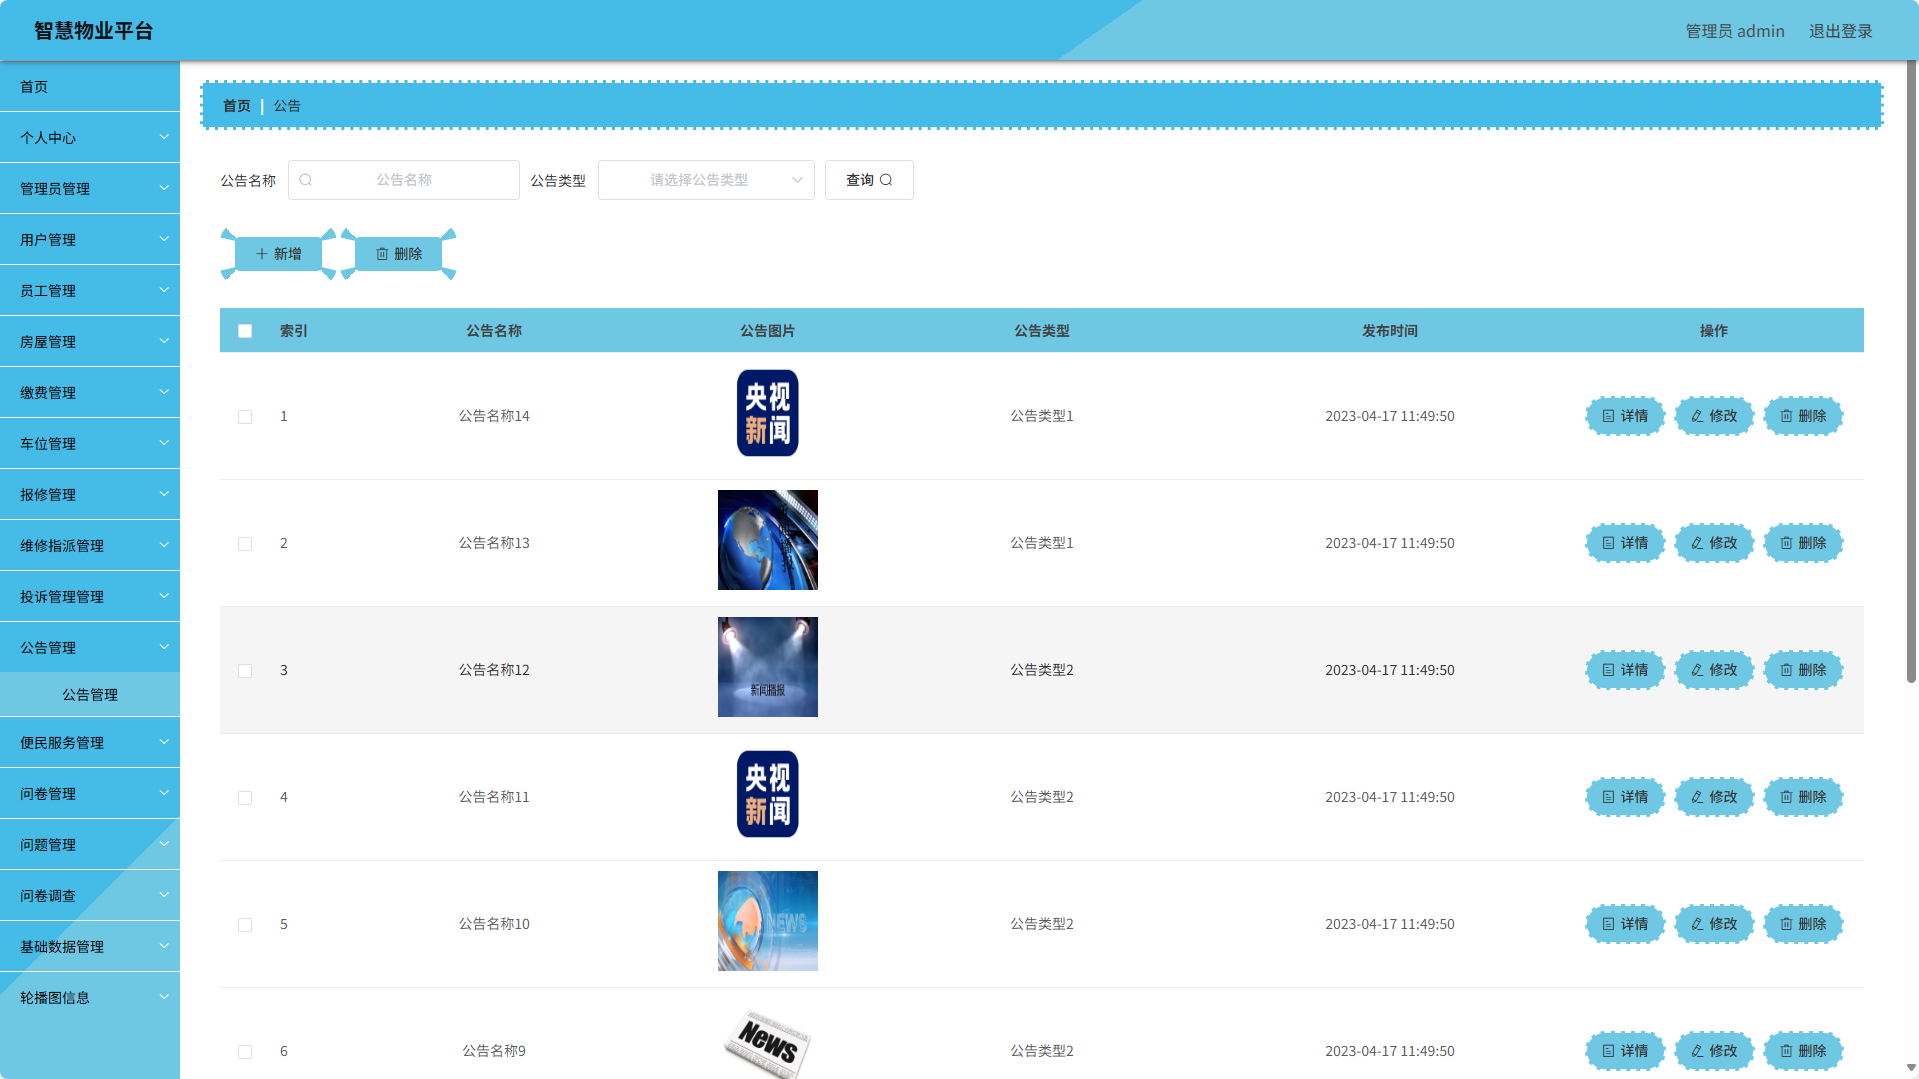 智慧物业平台
管理员 admin 退出登录
首页
个人中心
管理员管理
用户管理
员工管理
房屋管理
缴费管理
车位管理
报修管理
维修指派管理
投诉管理管理
公告管理
公告管理
便民服务管理
问卷管理
问题管理
问卷调查
基础数据管理
轮播图信息
首页 | 公告
公告名称 公告名称 公告类型 请选择公告类型 查询
新增 删除
索引 公告名称 公告图片 公告类型 发布时间 操作
央视
新闻
1 公告名称14 公告类型1 2023-04-17 11:49:50 详情 修改 删除
2 公告名称13 公告类型1 2023-04-17 11:49:50 详情 修改 删除
3 公告名称12 公告类型2 2023-04-17 11:49:50 详情 修改 删除
新闻播报
央视
新闻
4 公告名称11 公告类型2 2023-04-17 11:49:50 详情 修改 删除
5 公告名称10 NEWS 公告类型2 2023-04-17 11:49:50 详情 修改 删除
6 公告名称9 News 公告类型2 2023-04-17 11:49:50 详情 修改 删除